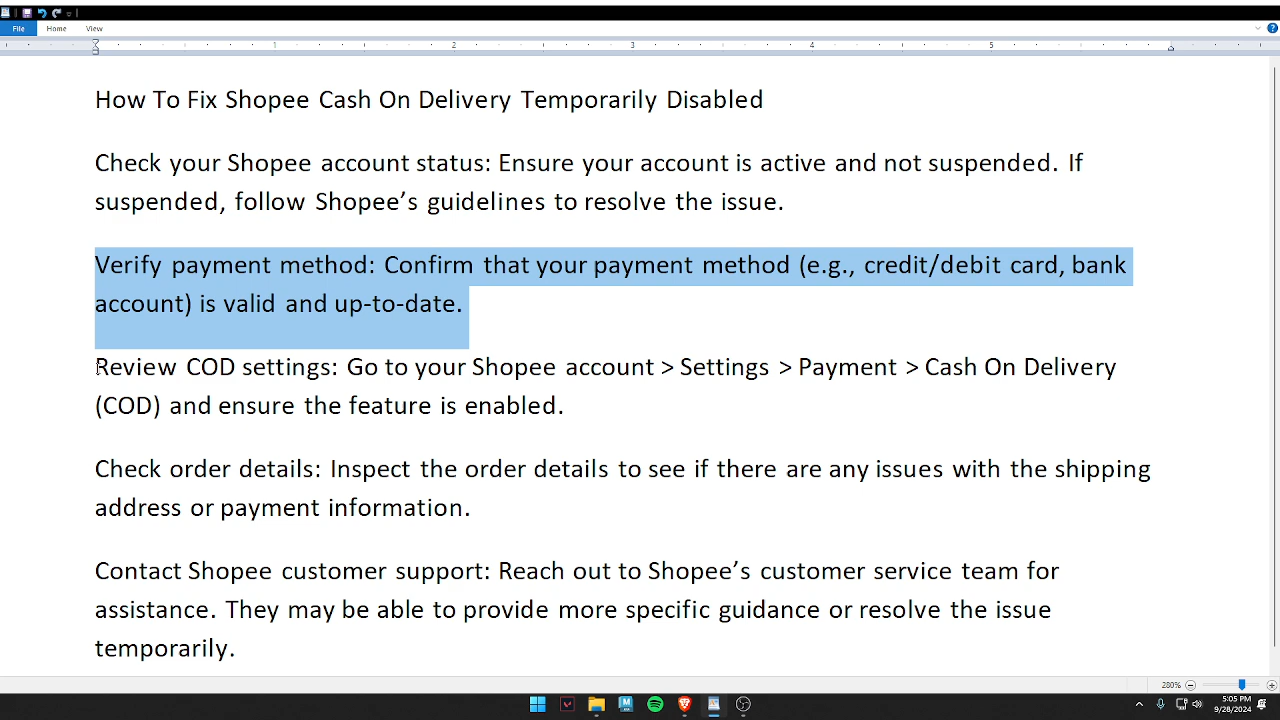 File Home View
1 2 3 4 5
How To Fix Shopee Cash On Delivery Temporarily Disabled
Check your Shopee account status: Ensure your account is active and not suspended. If
suspended, follow Shopee’s guidelines to resolve the issue.
Verify payment method: Confirm that your payment method (e.g., credit/debit card, bank
account) is valid and up-to-date.
Review COD settings: Go to your Shopee account > Settings > Payment > Cash On Delivery
(COD) and ensure the feature is enabled.
Check order details: Inspect the order details to see if there are any issues with the shipping
address or payment information.
Contact Shopee customer support: Reach out to Shopee’s customer service team for
assistance. They may be able to provide more specific guidance or resolve the issue
temporarily.
280%
5:05 PM
9/28/2024